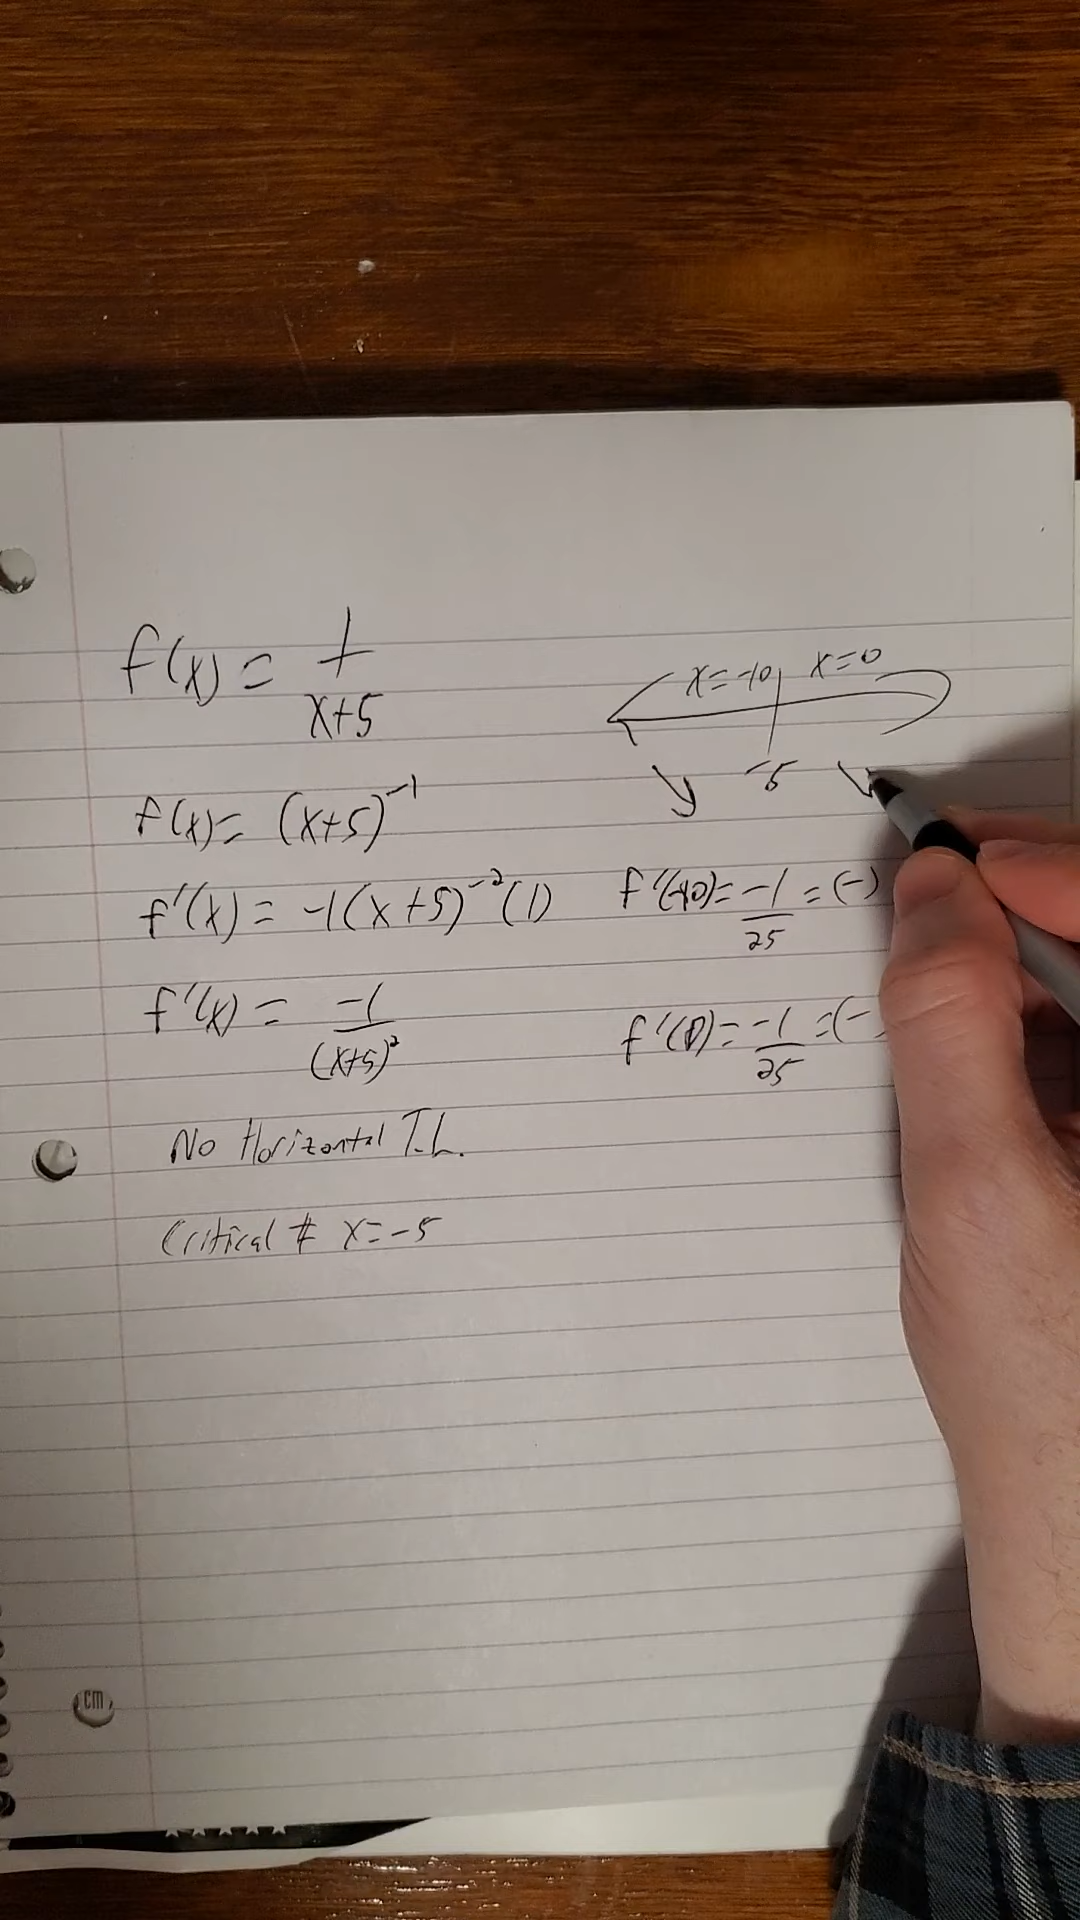 f(x) = 1/(x+5)
x=-10 x=0
-5
f(x)= (x+5)^-1
f'(x) = -1(x+5)^-2(1)
f'(-10)= -1/25 =(-)
f'(x) = -1/(x+5)²
f'(0)= -1/25 =(-
No Horizontal T.L.
Critical # x=-5
cm